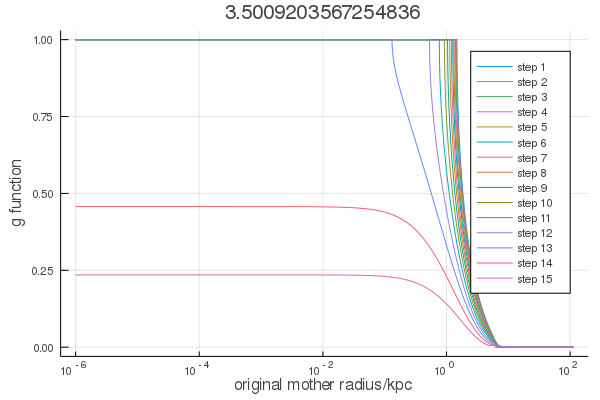 3.5009203567254836
g function
1.00
0.75
0.50
0.25
0.00
step 1
step 2
step 3
step 4
step 5
step 6
step 7
step 8
step 9
step 10
step 11
step 12
step 13
step 14
step 15
10^-6 10^-4 10^-2 10^0 10^2
original mother radius/kpc